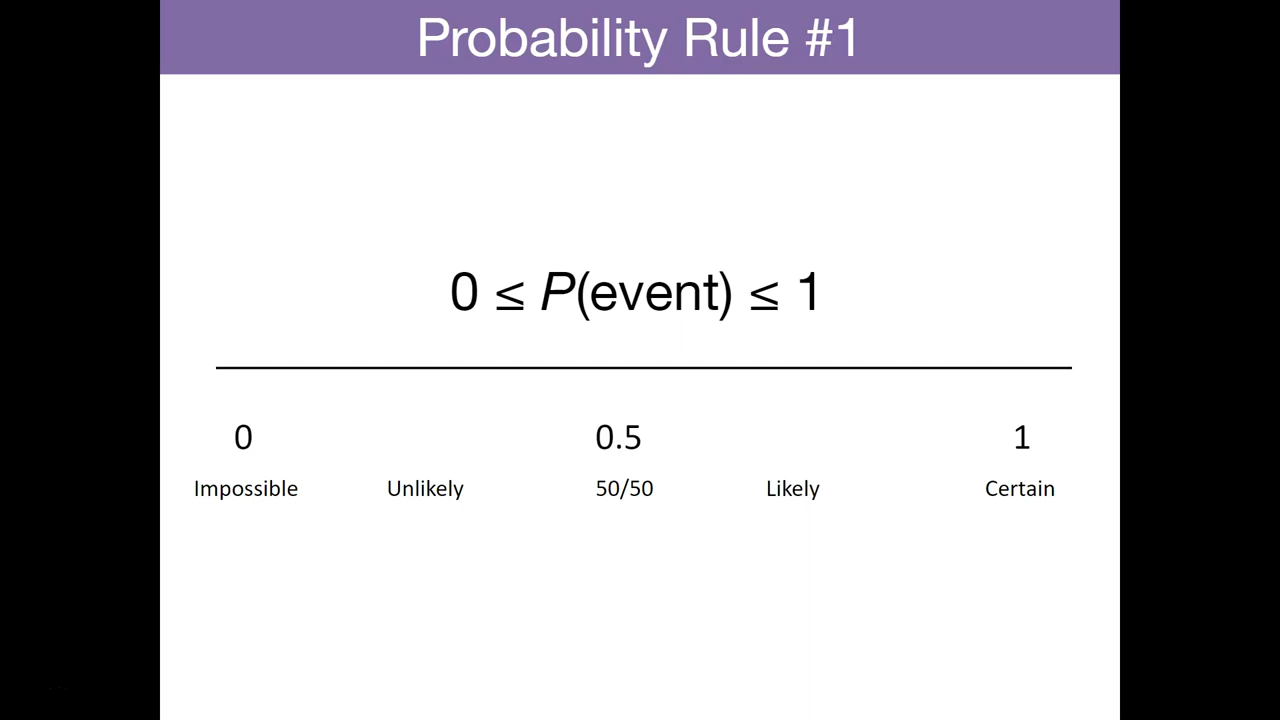 Probability Rule #1
0 ≤ P(event) ≤ 1
0 0.5 1
Impossible Unlikely 50/50 Likely Certain